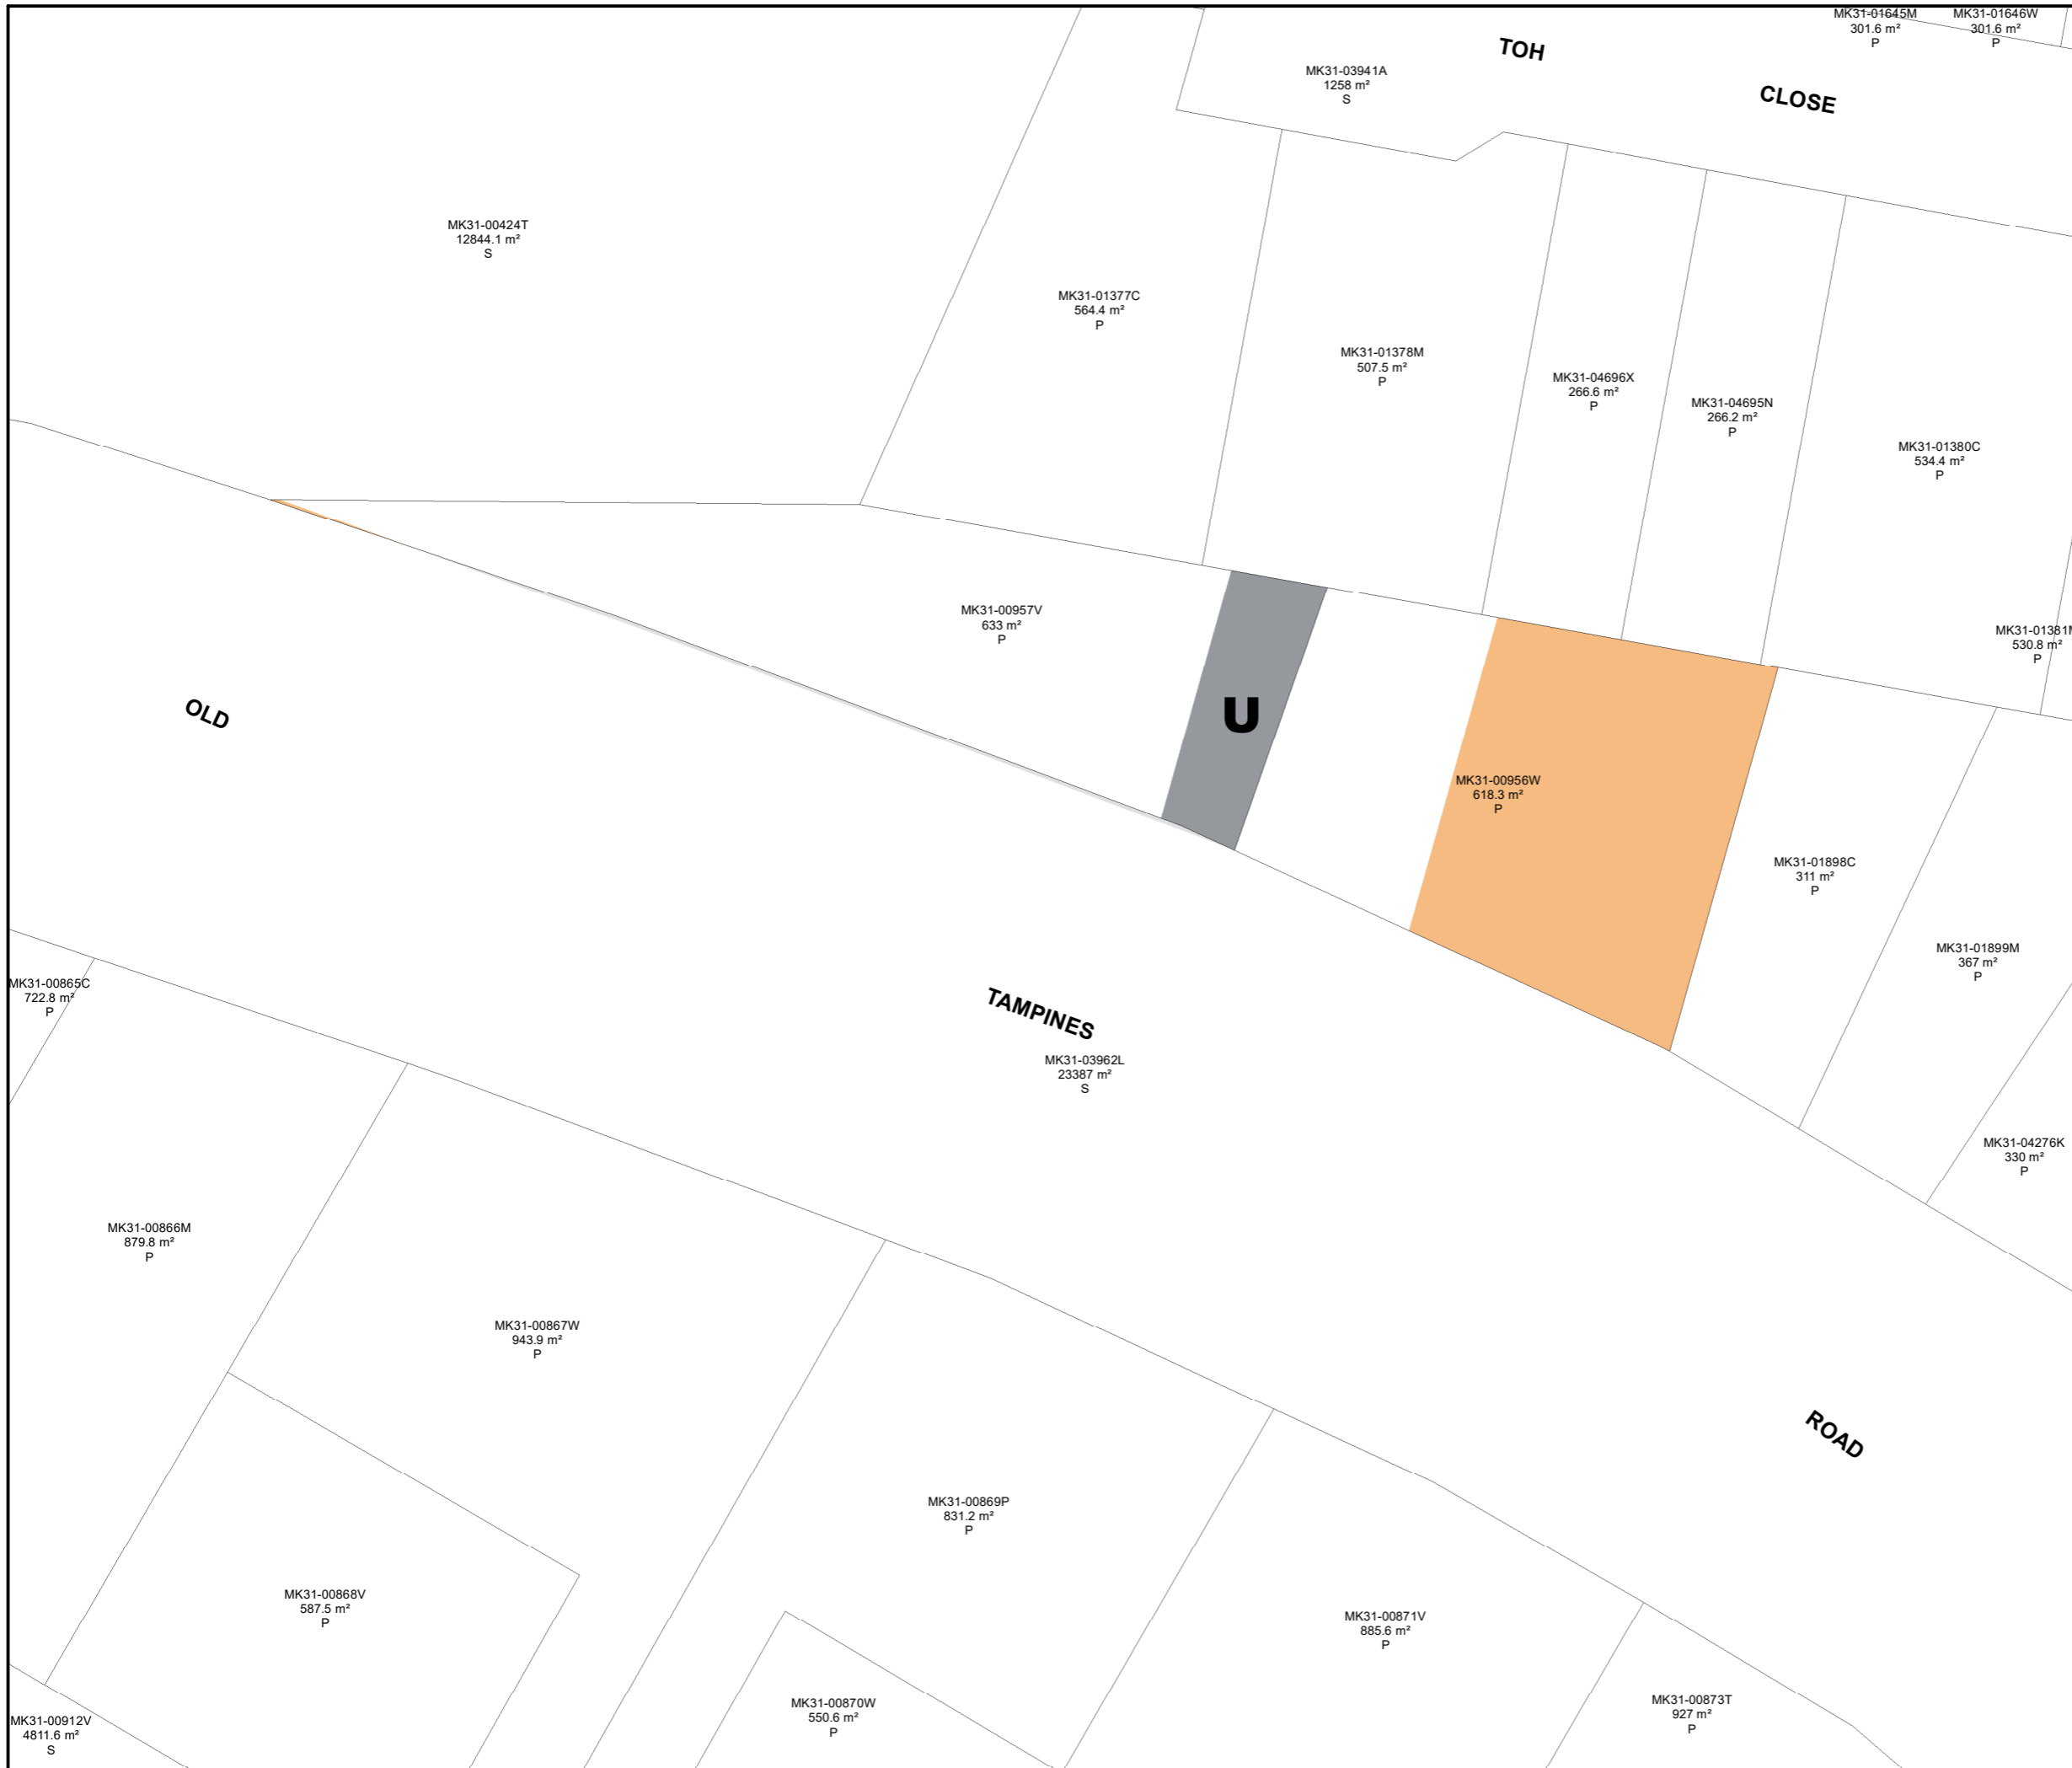 MK31-01645M
301.6 m²
P
MK31-01646W
301.6 m²
P
TOH
CLOSE
MK31-03941A
1258 m²
S
MK31-00424T
12844.1 m²
S
MK31-01377C
564.4 m²
P
MK31-01378M
507.5 m²
P
MK31-04696X
266.6 m²
P
MK31-04695N
266.2 m²
P
MK31-01380C
534.4 m²
P
MK31-00957V
633 m²
P
MK31-01381M
530.8 m²
P
OLD
U
MK31-00956W
618.3 m²
P
MK31-01898C
311 m²
P
MK31-01899M
367 m²
P
MK31-00865C
722.8 m²
P
TAMPINES
MK31-03962L
23387 m²
S
MK31-04276K
330 m²
P
MK31-00866M
879.8 m²
P
MK31-00867W
943.9 m²
P
ROAD
MK31-00869P
831.2 m²
P
MK31-00868V
587.5 m²
P
MK31-00871V
885.6 m²
P
MK31-00870W
550.6 m²
P
MK31-00873T
927 m²
P
MK31-00912V
4811.6 m²
S